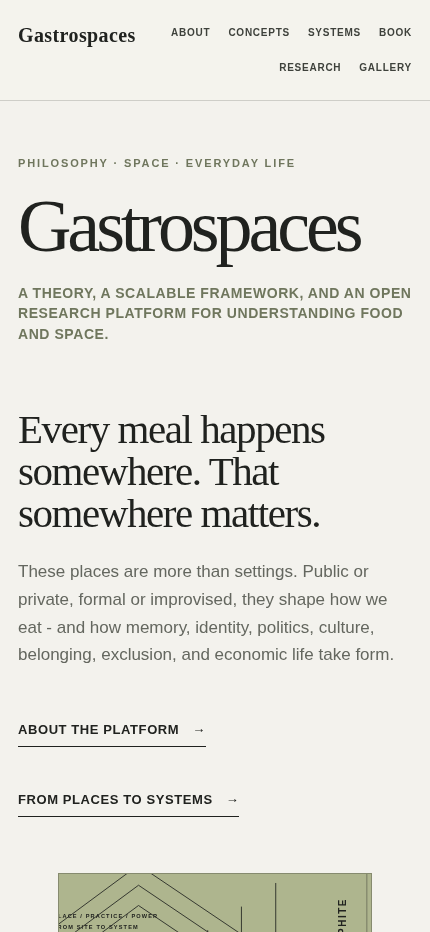 Gastrospaces
ABOUT CONCEPTS SYSTEMS BOOK
RESEARCH GALLERY
PHILOSOPHY · SPACE · EVERYDAY LIFE
Gastrospaces
A THEORY, A SCALABLE FRAMEWORK, AND AN OPEN
RESEARCH PLATFORM FOR UNDERSTANDING FOOD
AND SPACE.
Every meal happens
somewhere. That
somewhere matters.
These places are more than settings. Public or
private, formal or improvised, they shape how we
eat - and how memory, identity, politics, culture,
belonging, exclusion, and economic life take form.
ABOUT THE PLATFORM →
FROM PLACES TO SYSTEMS →
LACE / PRACTICE / POWER
ROM SITE TO SYSTEM